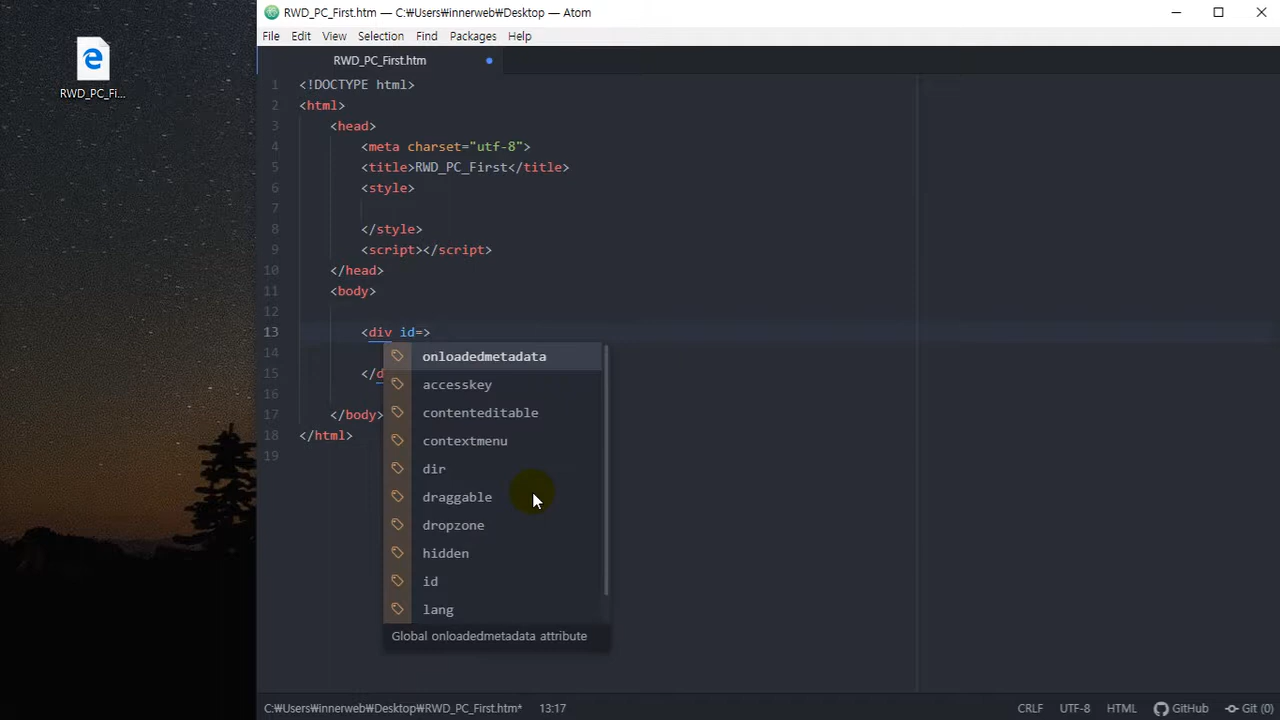 RWD_PC_First.htm — C:₩Users₩innerweb₩Desktop — Atom
File Edit View Selection Find Packages Help
RWD_PC_Fi...
RWD_PC_First.htm
1 <!DOCTYPE html>
2 <html>
3 <head>
4 <meta charset="utf-8">
5 <title>RWD_PC_First</title>
6 <style>
7
8 </style>
9 <script></script>
10 </head>
11 <body>
12
13 <div id=>
14
15 </d
16
17 </body>
18 </html>
19
onloadedmetadata
accesskey
contenteditable
contextmenu
dir
draggable
dropzone
hidden
id
lang
Global onloadedmetadata attribute
C:₩Users₩innerweb₩Desktop₩RWD_PC_First.htm* 13:17 CRLF UTF-8 HTML GitHub Git (0)